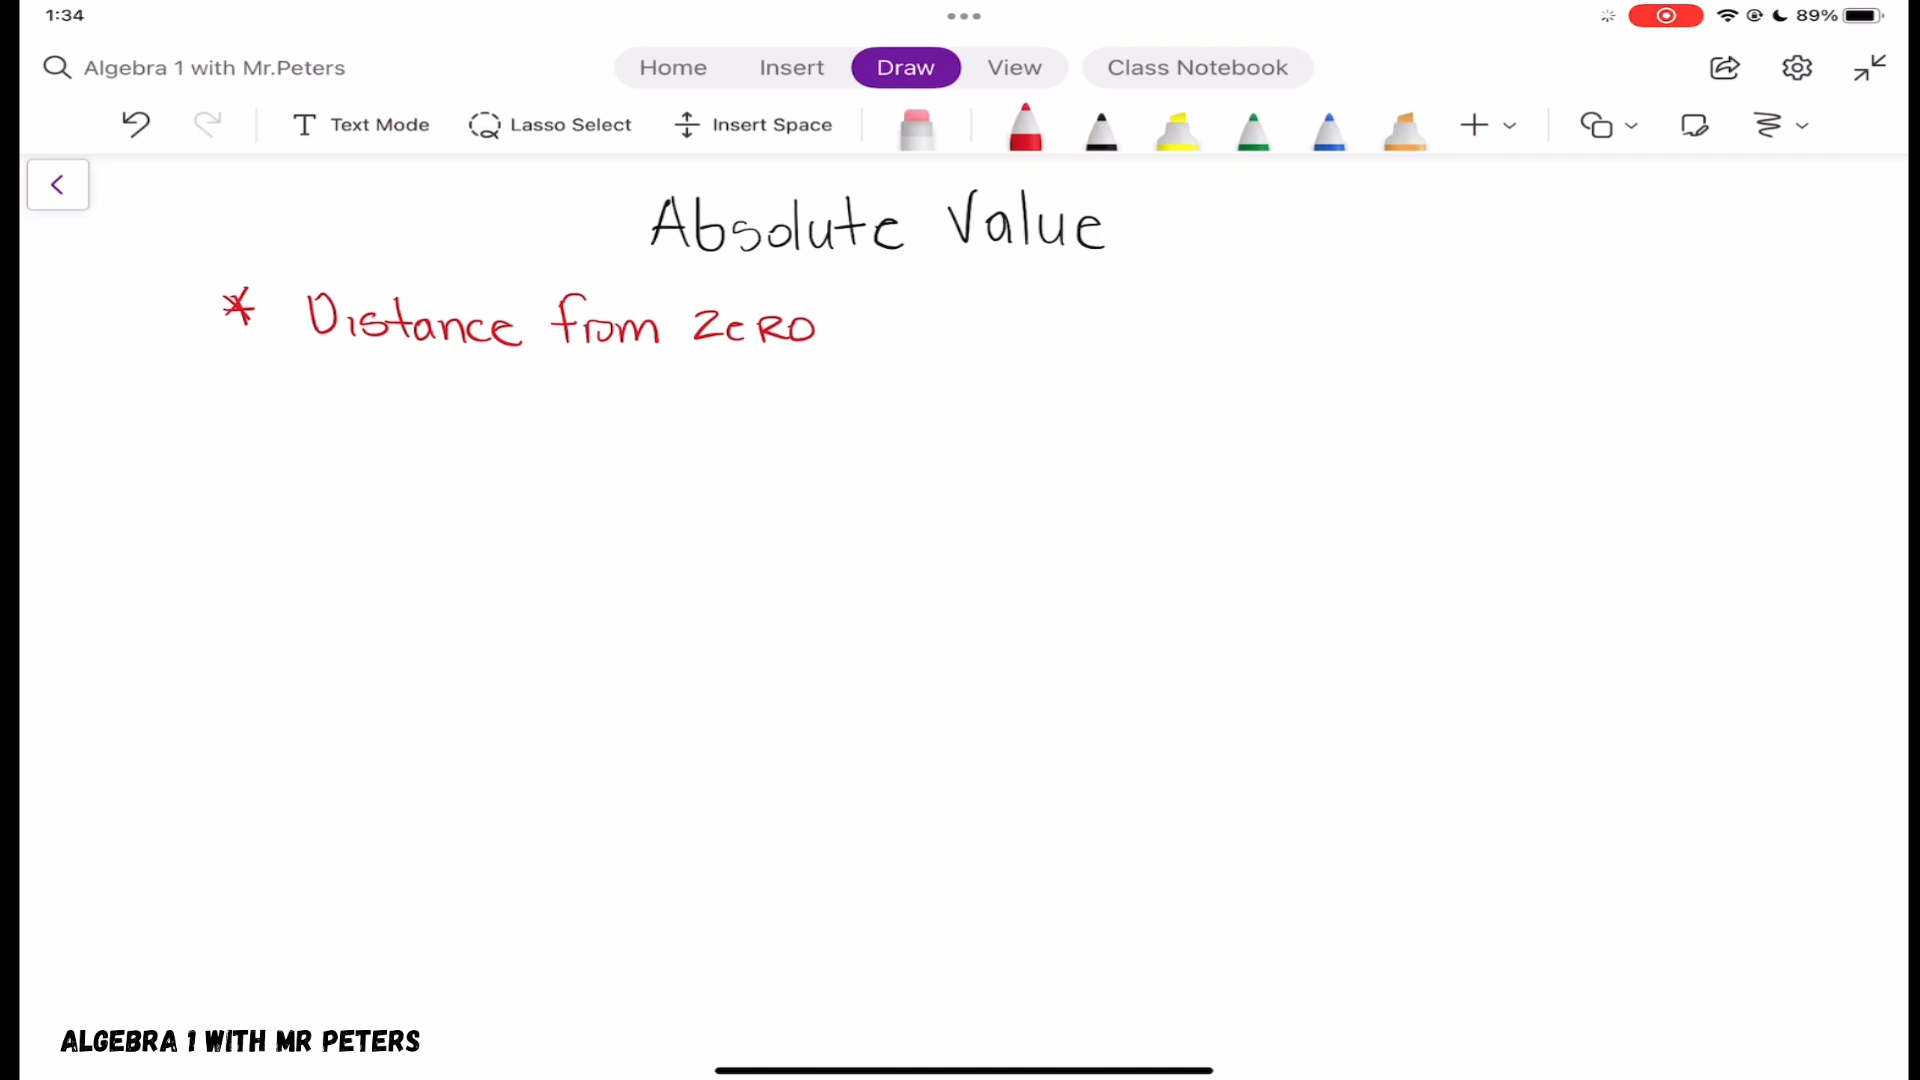 1:34
89%
Algebra 1 with Mr.Peters
Home Insert Draw View Class Notebook
Text Mode Lasso Select Insert Space
Absolute Value
* Distance from ZeRO
ALGEBRA 1 WITH MR PETERS